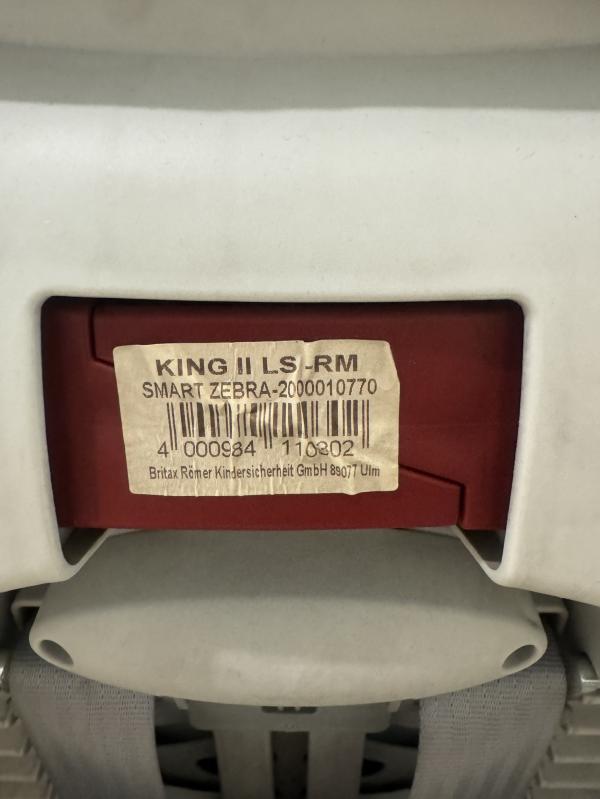 KING II LS -RM
SMART ZEBRA-2000010770
4 000984 110802
Britax Römer Kindersicherheit GmbH 89077 Ulm